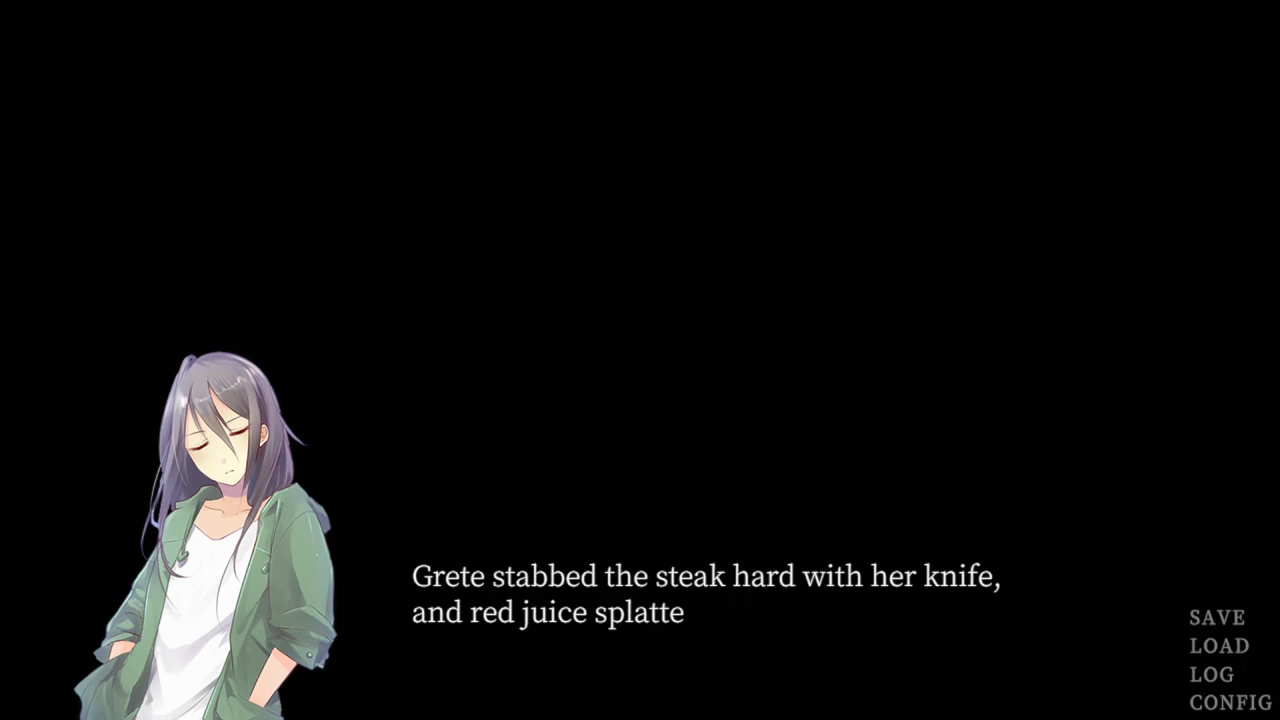 Grete stabbed the steak hard with her knife,
and red juice splatte
SAVE
LOAD
LOG
CONFIG